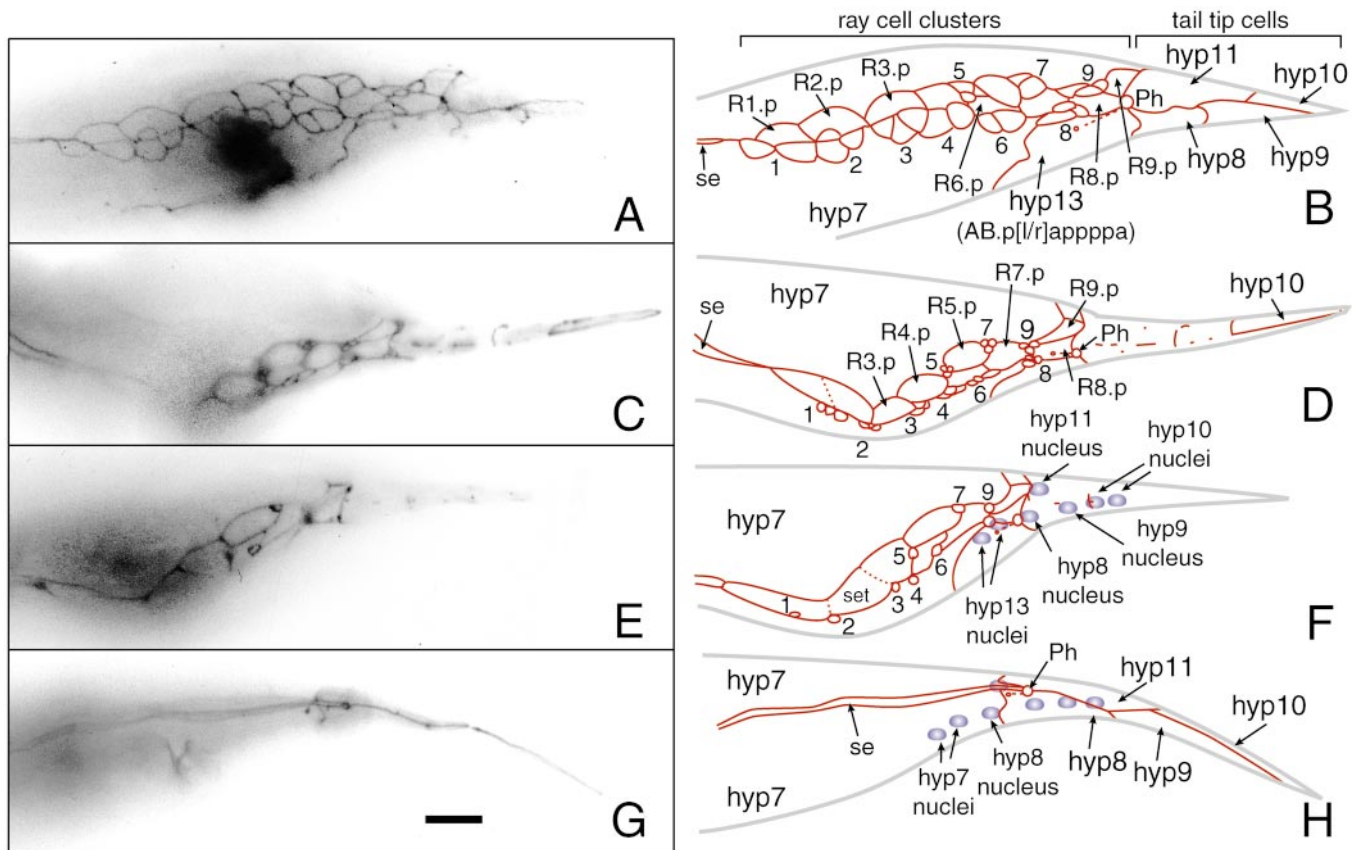 ray cell clusters
tail tip cells
A
R1.p
R2.p
R3.p
5
7
9
hyp11
Ph
hyp10
se
1
2
3
4
6
8
R6.p
R8.p
R9.p
hyp8
hyp9
hyp7
hyp13
(AB.p[l/r]appppa)
B
C
hyp7
se
R3.p
R4.p
R5.p
R7.p
R9.p
hyp10
7
9
Ph
5
1
2
3
4
6
8
R8.p
D
E
hyp11
nucleus
hyp10
nuclei
hyp7
7
9
5
6
hyp9
nucleus
1
set
2
3
4
hyp8
nucleus
hyp13
nuclei
F
G
Ph
hyp7
hyp11
hyp10
se
hyp8
hyp9
hyp8
nucleus
hyp7
nuclei
hyp7
H